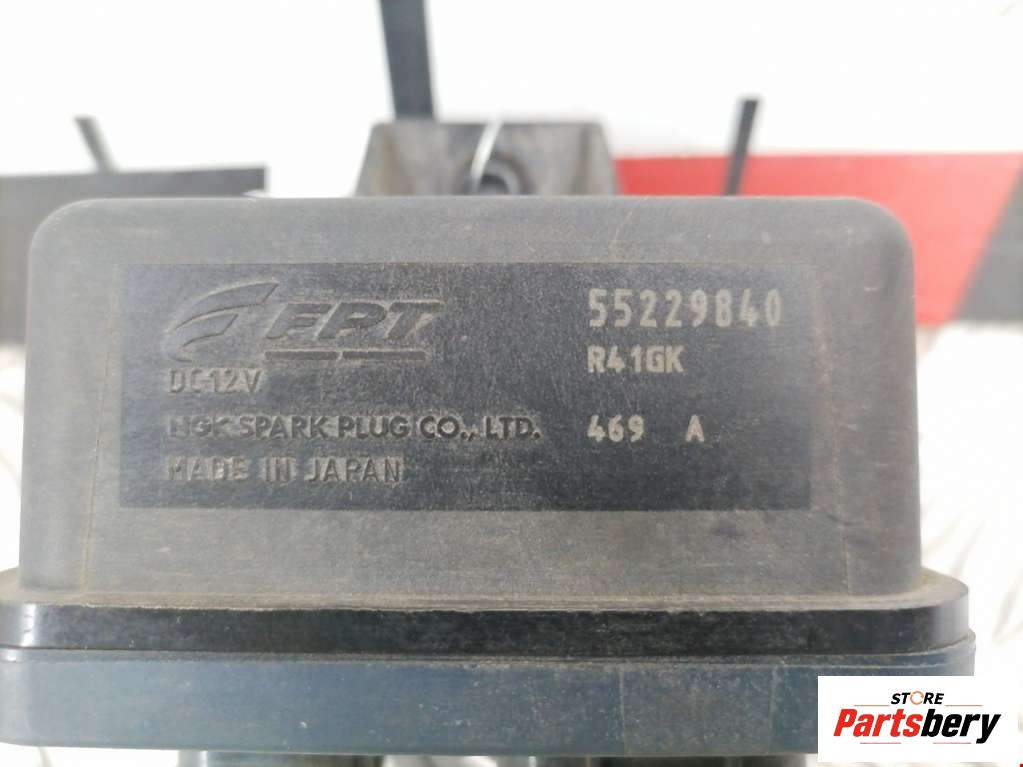 FPT
55229840
DC12V
R41GK
NGK SPARK PLUG CO., LTD.
469 A
MADE IN JAPAN
STORE
Partsbery